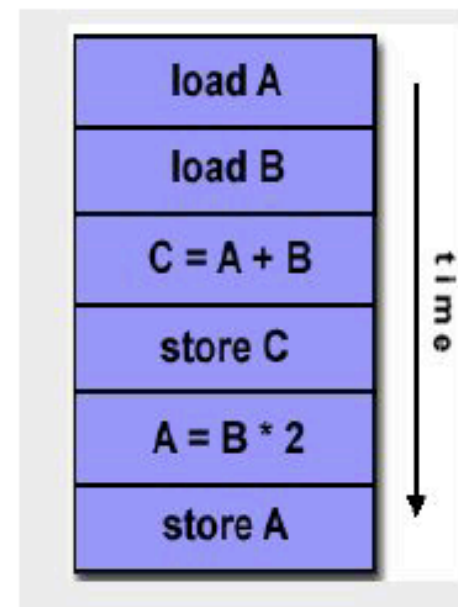 load A
load B
C = A + B
store C
A = B * 2
store A
time